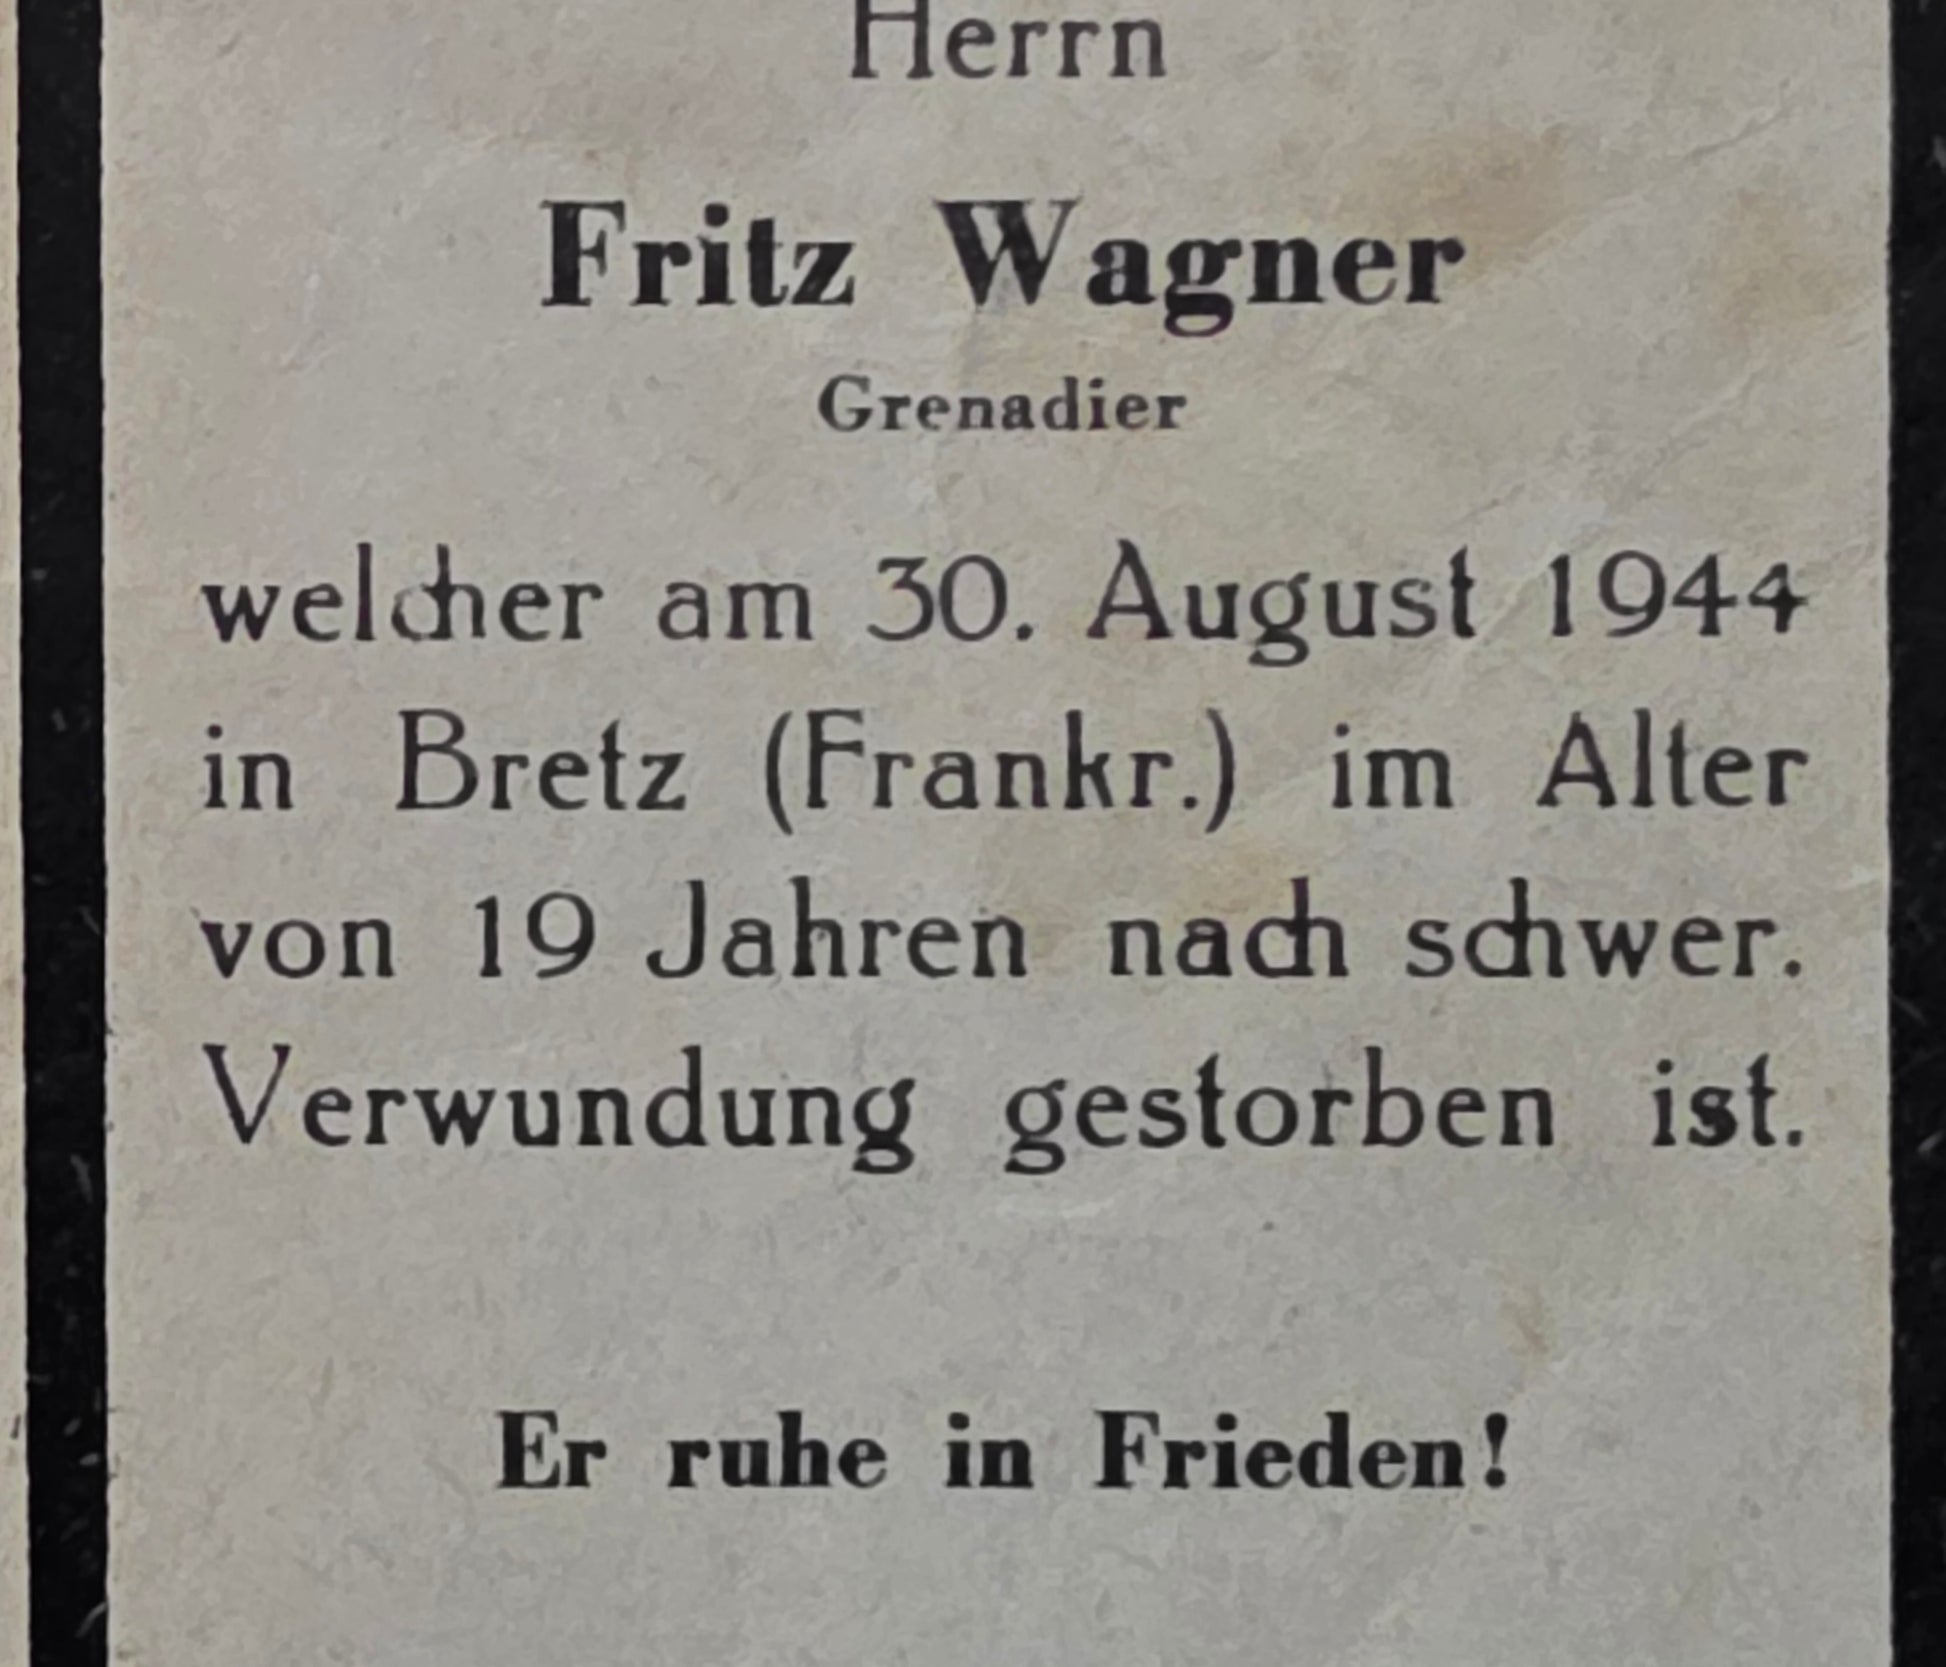 Herrn
Fritz Wagner
Grenadier
welcher am 30. August 1944
in Bretz (Frankr.) im Alter
von 19 Jahren nach schwer.
Verwundung gestorben ist.
Er ruhe in Frieden!